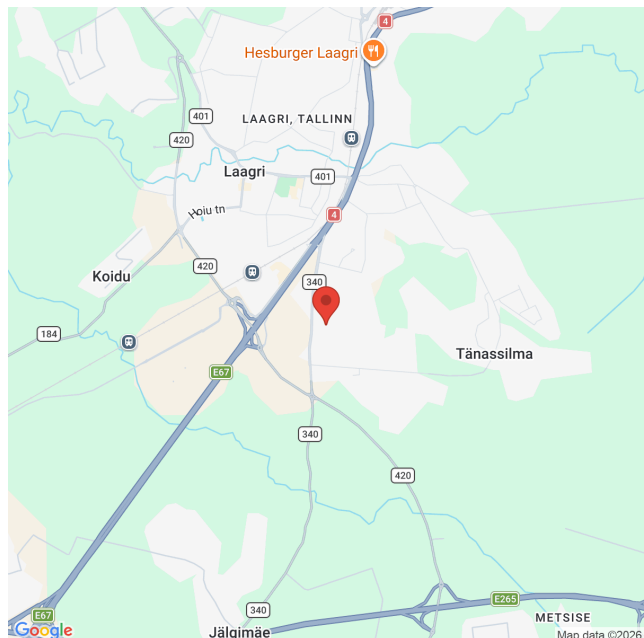 4
Hesburger Laagri
401
LAAGRI, TALLINN
420
Laagri
401
Hoiu tn
4
Koidu
420
340
184
Tänassilma
E67
340
420
E265
340
E67
METSISE
Jälgimäe
Google
Map data ©2026